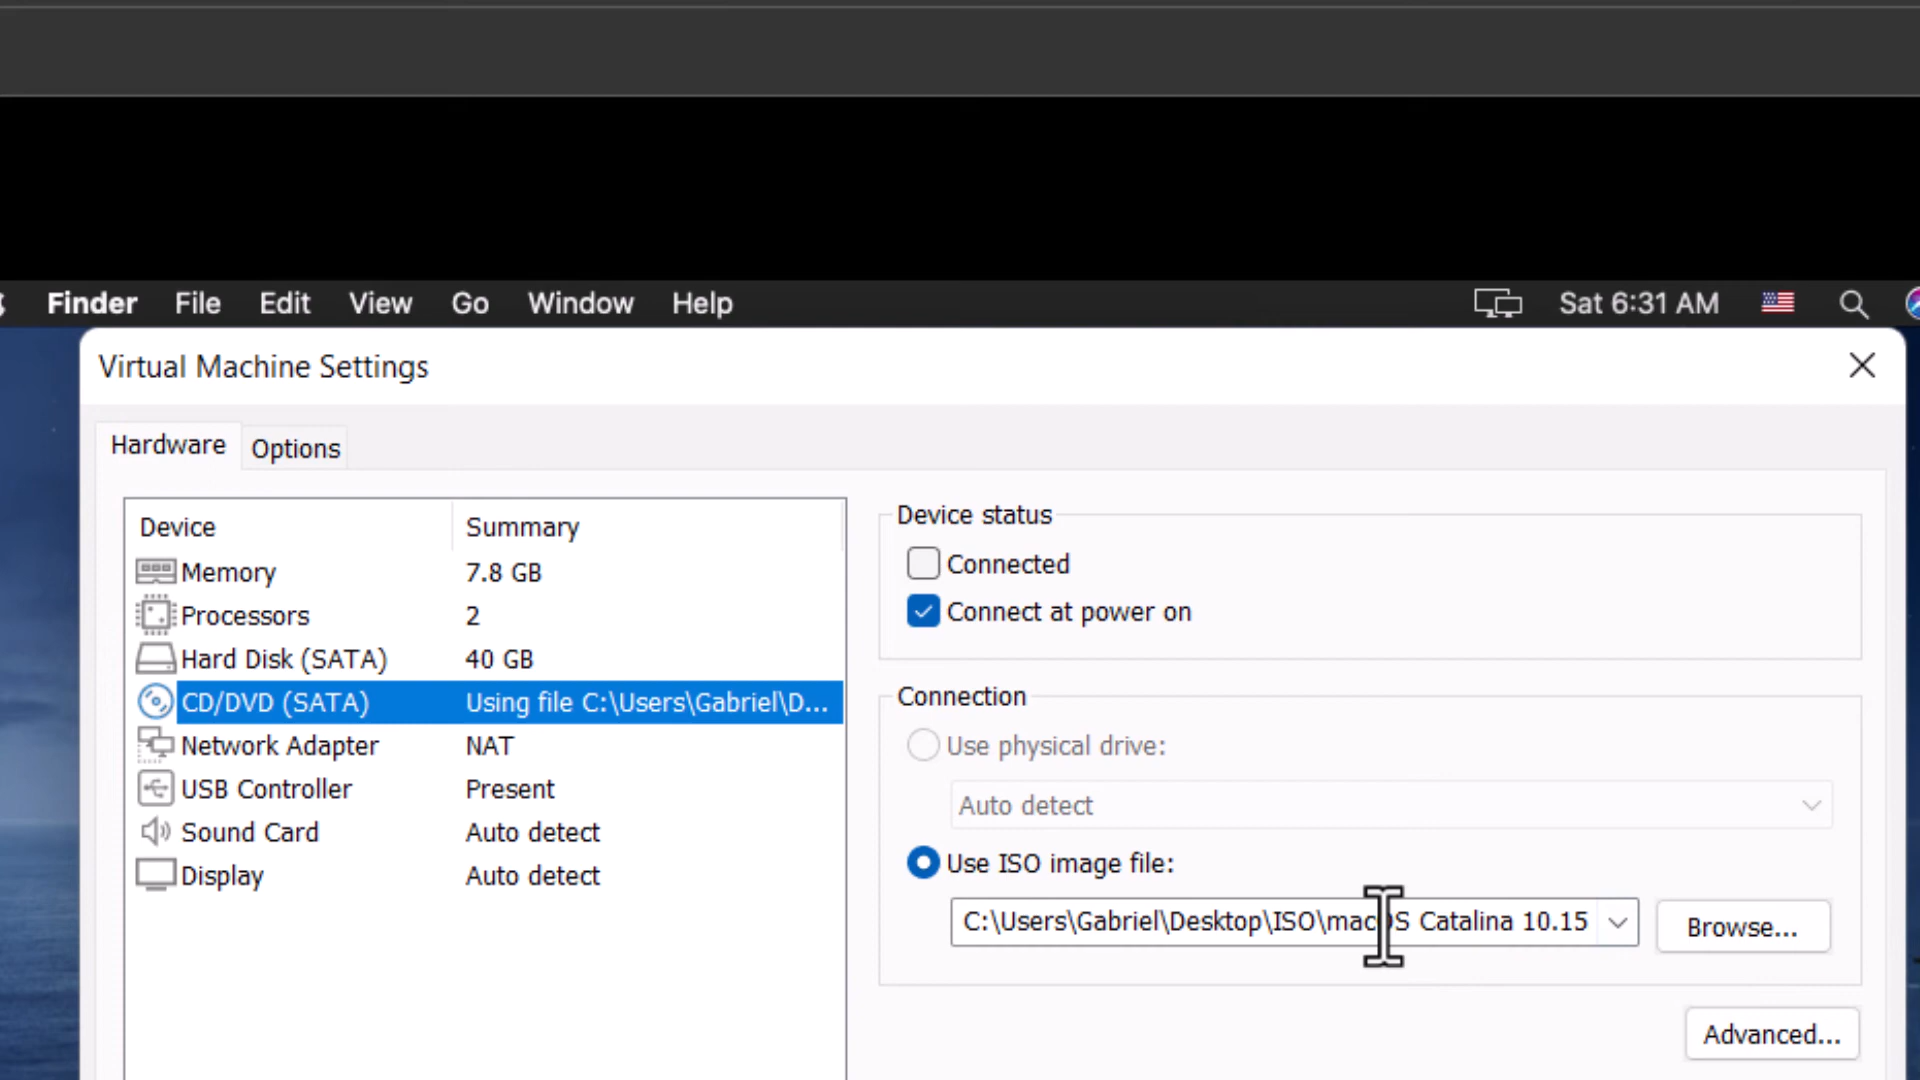 Finder File Edit View Go Window Help Sat 6:31 AM
Virtual Machine Settings
Hardware Options
Device Summary
Memory 7.8 GB
Processors 2
Hard Disk (SATA) 40 GB
CD/DVD (SATA) Using file C:\Users\Gabriel\D...
Network Adapter NAT
USB Controller Present
Sound Card Auto detect
Display Auto detect
Device status
Connected
Connect at power on
Connection
Use physical drive:
Auto detect
Use ISO image file:
C:\Users\Gabriel\Desktop\ISO\macOS Catalina 10.15
Browse...
Advanced...